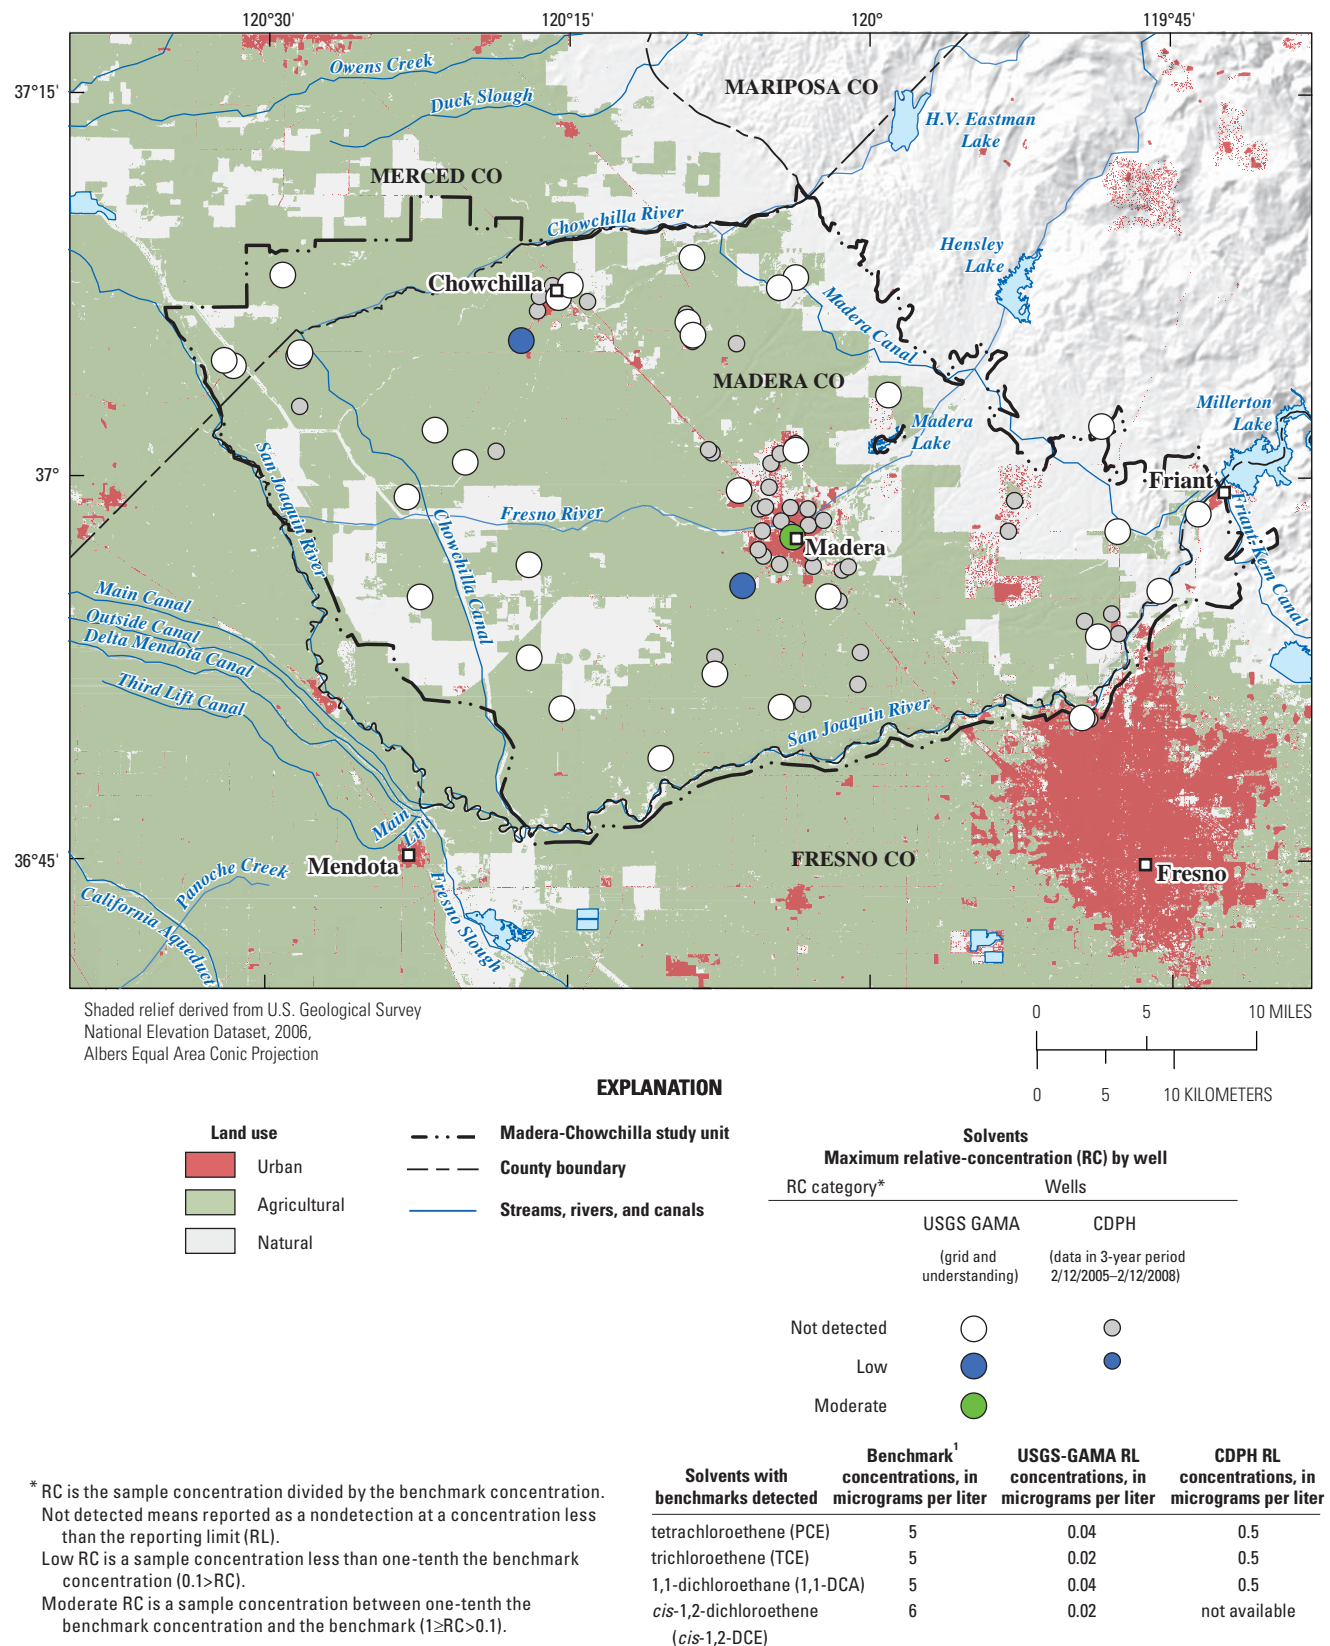 120°30'
120°15'
120°
119°45'
37°15'
37°
36°45'
Owens Creek
Duck Slough
MARIPOSA CO
H.V. Eastman
Lake
MERCED CO
Chowchilla River
Hensley
Lake
Chowchilla
Madera Canal
MADERA CO
Millerton
Lake
Madera
Lake
San Joaquin River
Friant
Fresno River
Chowchilla Canal
Madera
Friant-Kern Canal
Main Canal
Outside Canal
Delta Mendota Canal
Third Lift Canal
San Joaquin River
Main
Lift
Mendota
FRESNO CO
Fresno
Panoche Creek
California Aqueduct
Fresno Slough
Shaded relief derived from U.S. Geological Survey
National Elevation Dataset, 2006,
Albers Equal Area Conic Projection
0 5 10 MILES
0 5 10 KILOMETERS
EXPLANATION
Land use
Urban
Agricultural
Natural
Madera-Chowchilla study unit
County boundary
Streams, rivers, and canals
Solvents
Maximum relative-concentration (RC) by well
RC category* Wells
USGS GAMA CDPH
(grid and (data in 3-year period
understanding) 2/12/2005–2/12/2008)
Not detected
Low
Moderate
* RC is the sample concentration divided by the benchmark concentration.
Not detected means reported as a nondetection at a concentration less
than the reporting limit (RL).
Low RC is a sample concentration less than one-tenth the benchmark
concentration (0.1>RC).
Moderate RC is a sample concentration between one-tenth the
benchmark concentration and the benchmark (1≥RC>0.1).
Benchmark1 USGS-GAMA RL CDPH RL
Solvents with concentrations, in concentrations, in concentrations, in
benchmarks detected micrograms per liter micrograms per liter micrograms per liter
tetrachloroethene (PCE) 5 0.04 0.5
trichloroethene (TCE) 5 0.02 0.5
1,1-dichloroethane (1,1-DCA) 5 0.04 0.5
cis-1,2-dichloroethene 6 0.02 not available
(cis-1,2-DCE)